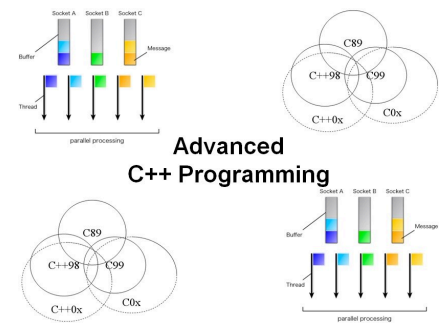 Socket A Socket B Socket C
Buffer
Message
Thread
parallel processing
C89
C++98 C99
C++0x C0x
Advanced
C++ Programming
C89
C++98 C99
C++0x C0x
Socket A Socket B Socket C
Buffer
Message
Thread
parallel processing